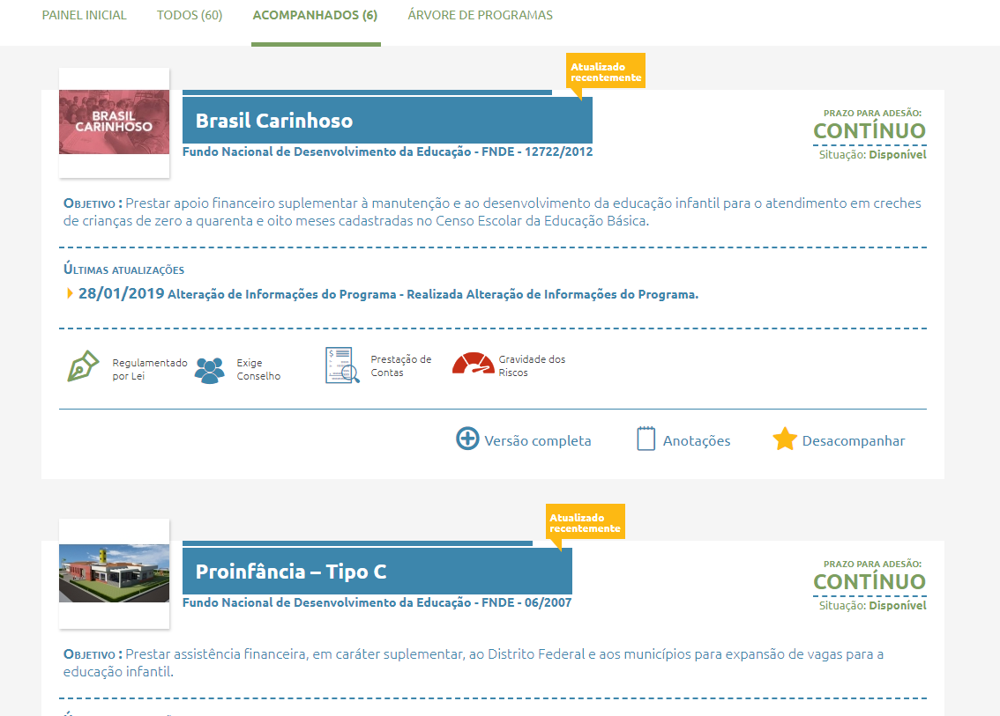 PAINEL INICIAL
TODOS (60)
ACOMPANHADOS (6)
ÁRVORE DE PROGRAMAS
Atualizado
recentemente
BRASIL
CARINHOSO
Brasil Carinhoso
Fundo Nacional de Desenvolvimento da Educação - FNDE - 12722/2012
PRAZO PARA ADESÃO:
CONTÍNUO
Situação: Disponível
Objetivo : Prestar apoio financeiro suplementar à manutenção e ao desenvolvimento da educação infantil para o atendimento em creches
de crianças de zero a quarenta e oito meses cadastradas no Censo Escolar da Educação Básica.
Últimas atualizações
28/01/2019 Alteração de Informações do Programa - Realizada Alteração de Informações do Programa.
Regulamentado
por Lei
Exige
Conselho
Prestação de
Contas
Gravidade dos
Riscos
Versão completa
Anotações
Desacompanhar
Atualizado
recentemente
Proinfância – Tipo C
Fundo Nacional de Desenvolvimento da Educação - FNDE - 06/2007
PRAZO PARA ADESÃO:
CONTÍNUO
Situação: Disponível
Objetivo : Prestar assistência financeira, em caráter suplementar, ao Distrito Federal e aos municípios para expansão de vagas para a
educação infantil.